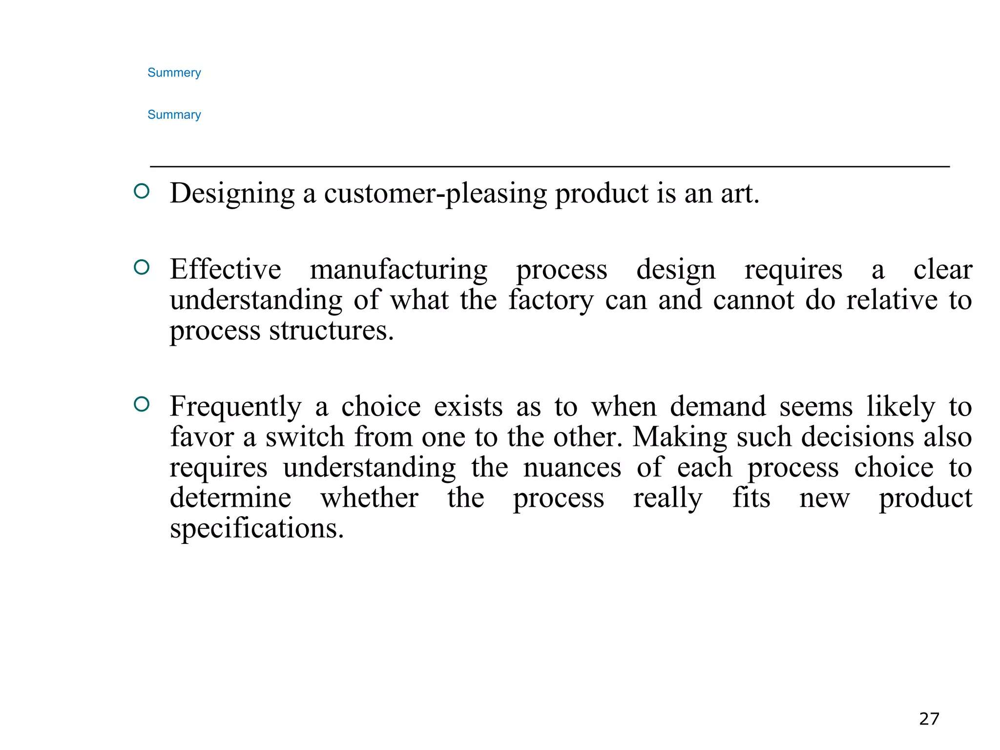 Summery
Summary
Designing a customer-pleasing product is an art.
Effective manufacturing process design requires a clear
understanding of what the factory can and cannot do relative to
process structures.
Frequently a choice exists as to when demand seems likely to
favor a switch from one to the other. Making such decisions also
requires understanding the nuances of each process choice to
determine whether the process really fits new product
specifications.
27